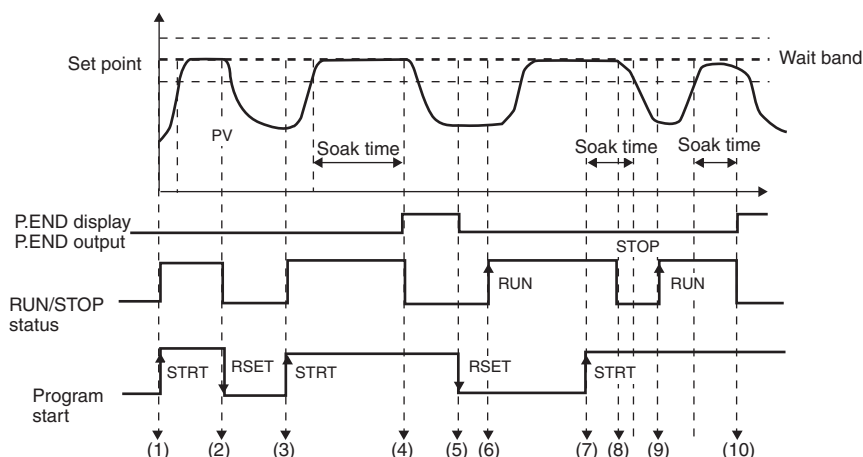 Set point
Wait band
PV
Soak time
Soak time
Soak time
P.END display
P.END output
STOP
RUN
RUN
RUN/STOP
status
STRT
RSET
STRT
RSET
STRT
Program
start
(1)
(2)
(3)
(4)
(5)
(6)
(7)
(8)
(9)
(10)